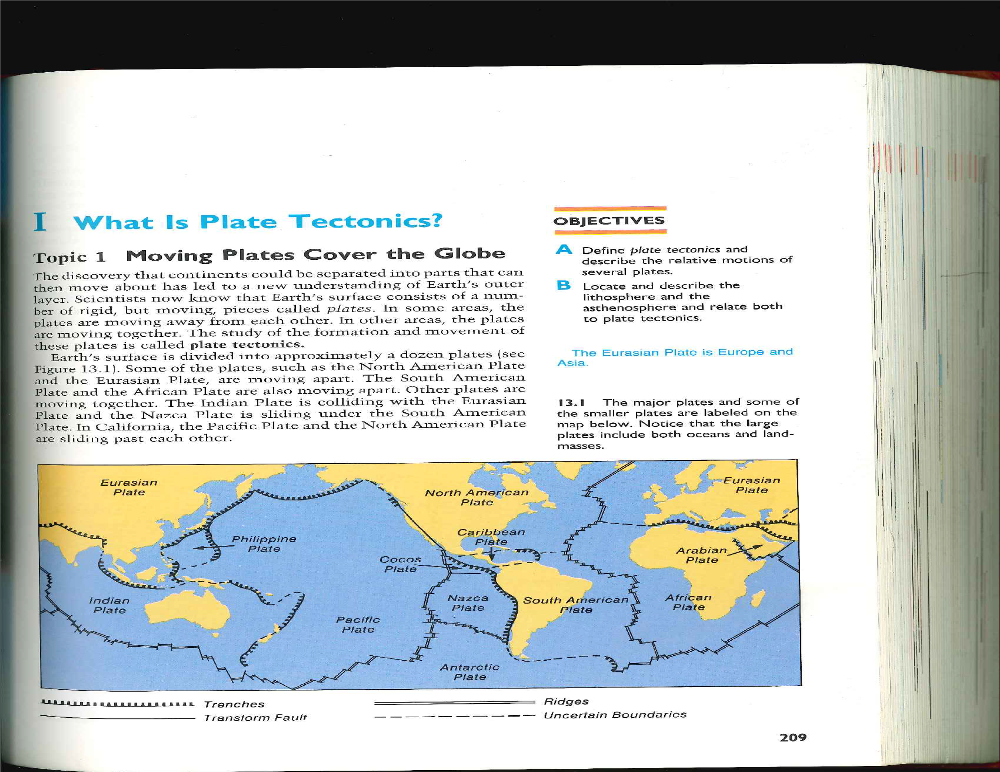 I What Is Plate Tectonics?
Topic 1 Moving Plates Cover the Globe
The discovery that continents could be separated into parts that can
then move about has led to a new understanding of Earth's outer
layer. Scientists now know that Earth's surface consists of a num-
ber of rigid, but moving, pieces called plates. In some areas, the
plates are moving away from each other. In other areas, the plates
are moving together. The study of the formation and movement of
these plates is called plate tectonics.
Earth's surface is divided into approximately a dozen plates (see
Figure 13.1). Some of the plates, such as the North American Plate
and the Eurasian Plate, are moving apart. The South American
Plate and the African Plate are also moving apart. Other plates are
moving together. The Indian Plate is colliding with the Eurasian
Plate and the Nazca Plate is sliding under the South American
Plate. In California, the Pacific Plate and the North American Plate
are sliding past each other.
OBJECTIVES
A Define plate tectonics and
describe the relative motions of
several plates.
B Locate and describe the
lithosphere and the
asthenosphere and relate both
to plate tectonics.
The Eurasian Plate is Europe and
Asia.
13.1 The major plates and some of
the smaller plates are labeled on the
map below. Notice that the large
plates include both oceans and land-
masses.
Eurasian
Plate
North American
Plate
Eurasian
Plate
Philippine
Plate
Caribbean
Plate
Cocos
Plate
Arabian
Plate
Indian
Plate
Pacific
Plate
Nazca
Plate
South American
Plate
African
Plate
Antarctic
Plate
Trenches
Transform Fault
Ridges
Uncertain Boundaries
209